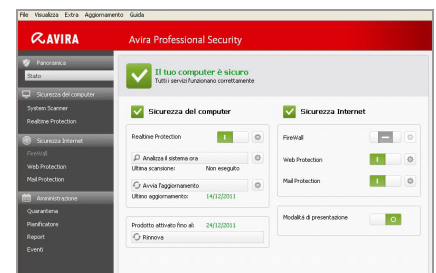 File Visualizza Extra Aggiornamento Guida
AVIRA
Avira Professional Security
Panoramica
Stato
Sicurezza del computer
System Scanner
Realtime Protection
Sicurezza Internet
FireWall
Web Protection
Mail Protection
Amministrazione
Quarantena
Pianificatore
Report
Eventi
Il tuo computer è sicuro
Tutti i servizi funzionano correttamente
Sicurezza del computer
Realtime Protection
Analizza il sistema ora
Ultima scansione: Non eseguito
Avvia l'aggiornamento
Ultimo aggiornamento: 14/12/2011
Prodotto attivato fino al: 24/12/2011
Rinnova
Sicurezza Internet
FireWall
Web Protection
Mail Protection
Modalità di presentazione